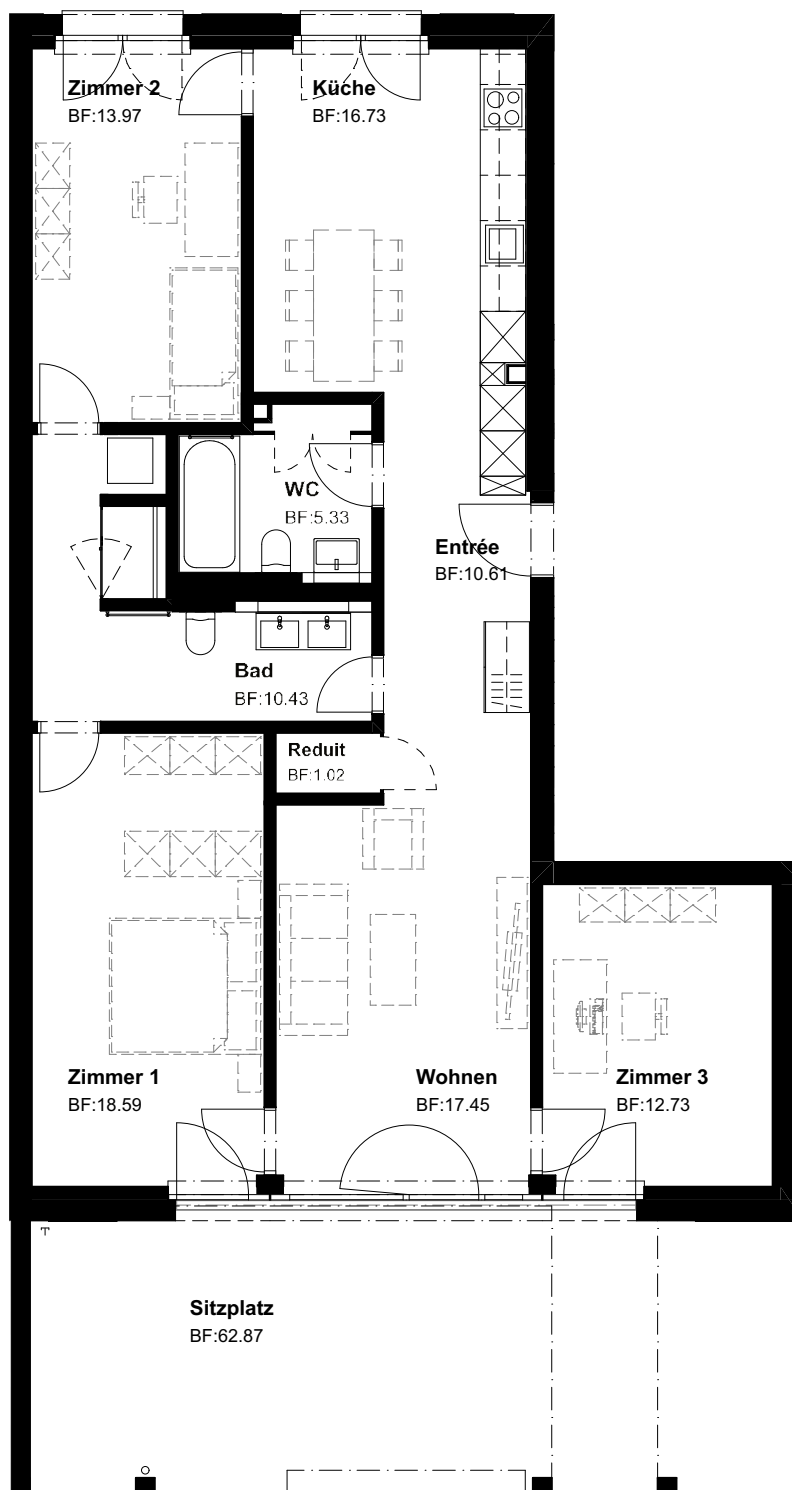 Zimmer 2
BF:13.97
Küche
BF:16.73
WC
BF:5.33
Entrée
BF:10.61
Bad
BF:10.43
Reduit
BF:1.02
Zimmer 1
BF:18.59
Wohnen
BF:17.45
Zimmer 3
BF:12.73
T
Sitzplatz
BF:62.87